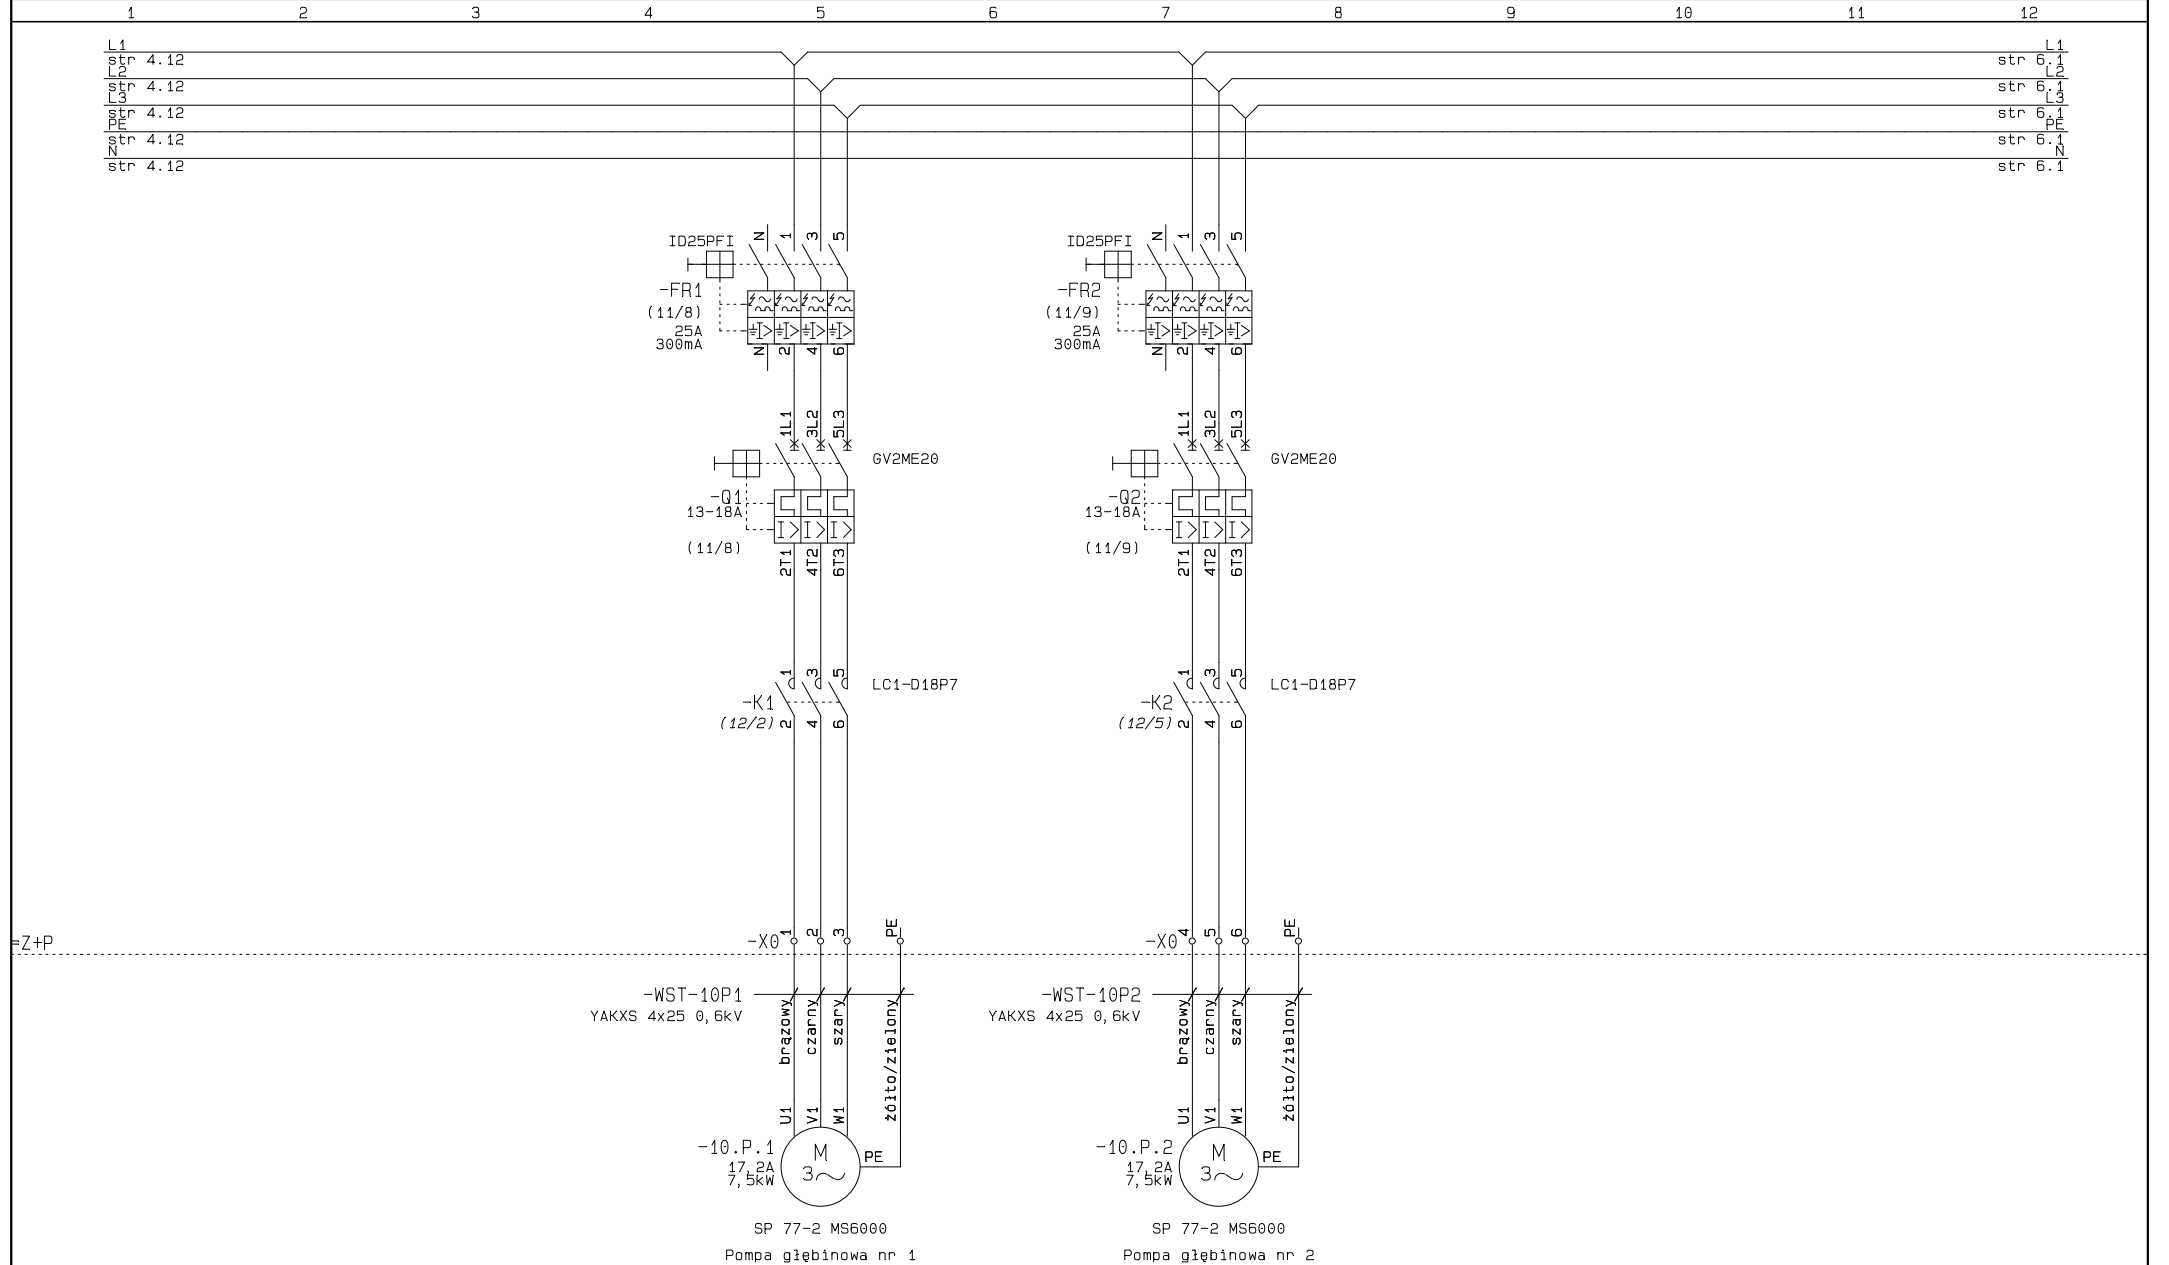 1 2 3 4 5 6 7 8 9 10 11 12
L1 L1
str 4.12 str 6.1
L2 L2
str 4.12 str 6.1
L3 L3
str 4.12 str 6.1
PE PE
str 4.12 str 6.1
N N
str 4.12 str 6.1
N 1 3 5
ID25PFI
-FR1
(11/8)
25A
300mA
N 2 4 6
1L1 3L2 5L3
GV2ME20
-Q1
13-18A
I> I> I>
(11/8)
2T1 4T2 6T3
1 3 5
LC1-D18P7
-K1
(12/2)
2 4 6
N 1 3 5
ID25PFI
-FR2
(11/9)
25A
300mA
N 2 4 6
1L1 3L2 5L3
GV2ME20
-Q2
13-18A
I> I> I>
(11/9)
2T1 4T2 6T3
1 3 5
LC1-D18P7
-K2
(12/5)
2 4 6
=Z+P
-X0 1 2 3 PE
-WST-10P1
YAKXS 4x25 0,6kV
brązowy czarny szary żółto/zielony
U1 V1 W1
-10.P.1
17,2A
7,5kW
M
3~
PE
SP 77-2 MS6000
Pompa głębinowa nr 1
-X0 4 5 6 PE
-WST-10P2
YAKXS 4x25 0,6kV
brązowy czarny szary żółto/zielony
U1 V1 W1
-10.P.2
17,2A
7,5kW
M
3~
PE
SP 77-2 MS6000
Pompa głębinowa nr 2